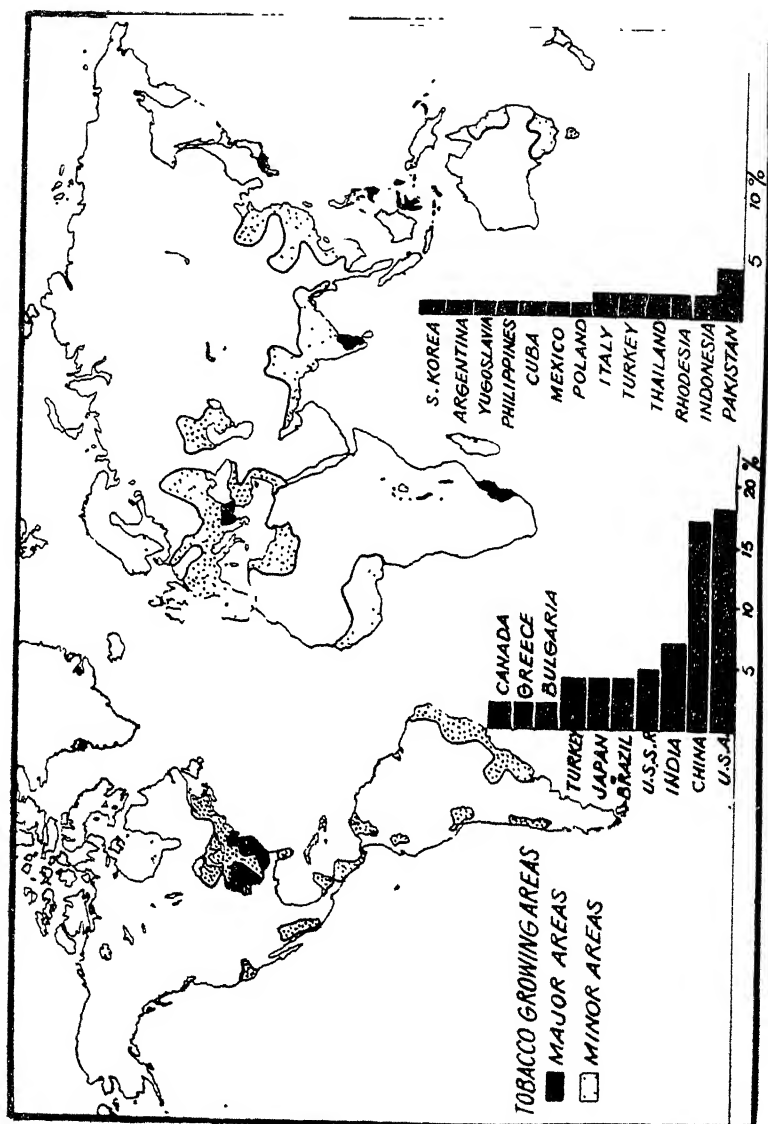 TOBACCO GROWING AREAS
MAJOR AREAS
MINOR AREAS
CANADA
GREECE
BULGARIA
TURKEY
JAPAN
BRAZIL
U.S.S.R
INDIA
CHINA
U.S.A.
5
10
15
20%
S. KOREA
ARGENTINA
YUGOSLAVIA
PHILIPPINES
CUBA
MEXICO
POLAND
ITALY
TURKEY
THAILAND
RHODESIA
INDONESIA
PAKISTAN
5
10 %